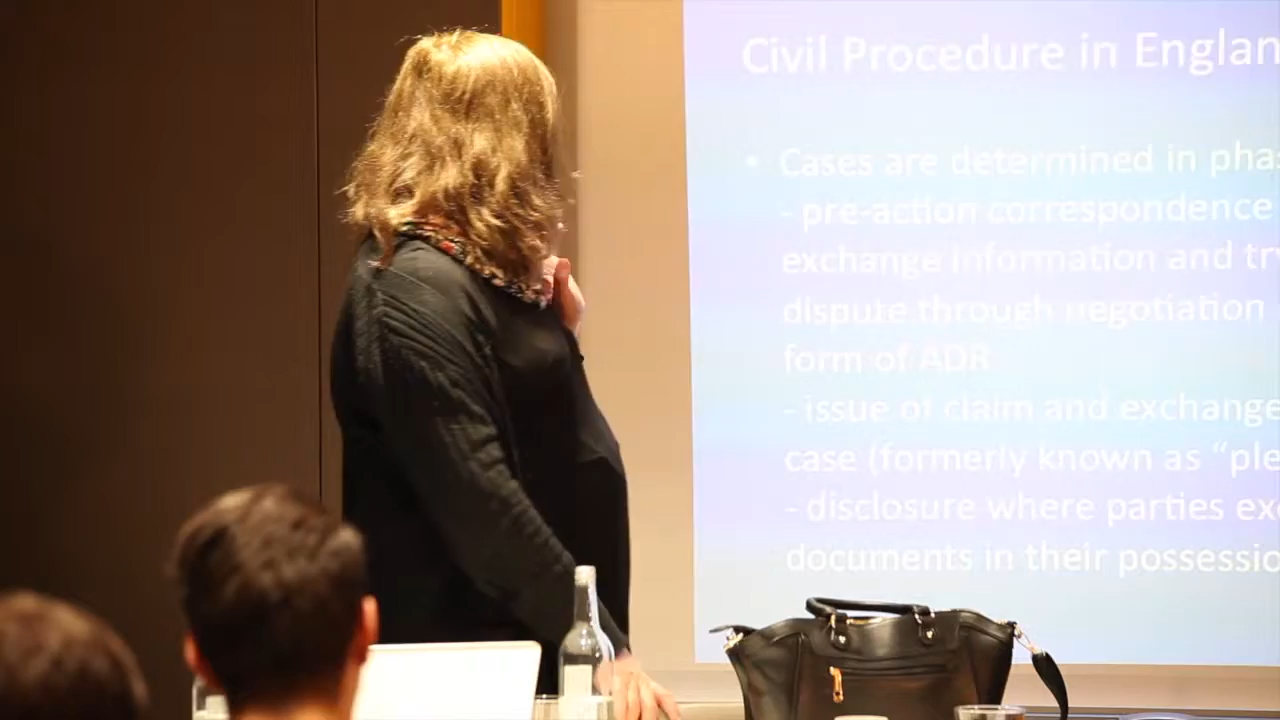 Civil Procedure in Englan
• Cases are determined in pha
- pre-action correspondence
exchange information and try
dispute through negotiation
form of ADR
- issue of claim and exchange
case (formerly known as “ple
- disclosure where parties ex
documents in their possessio